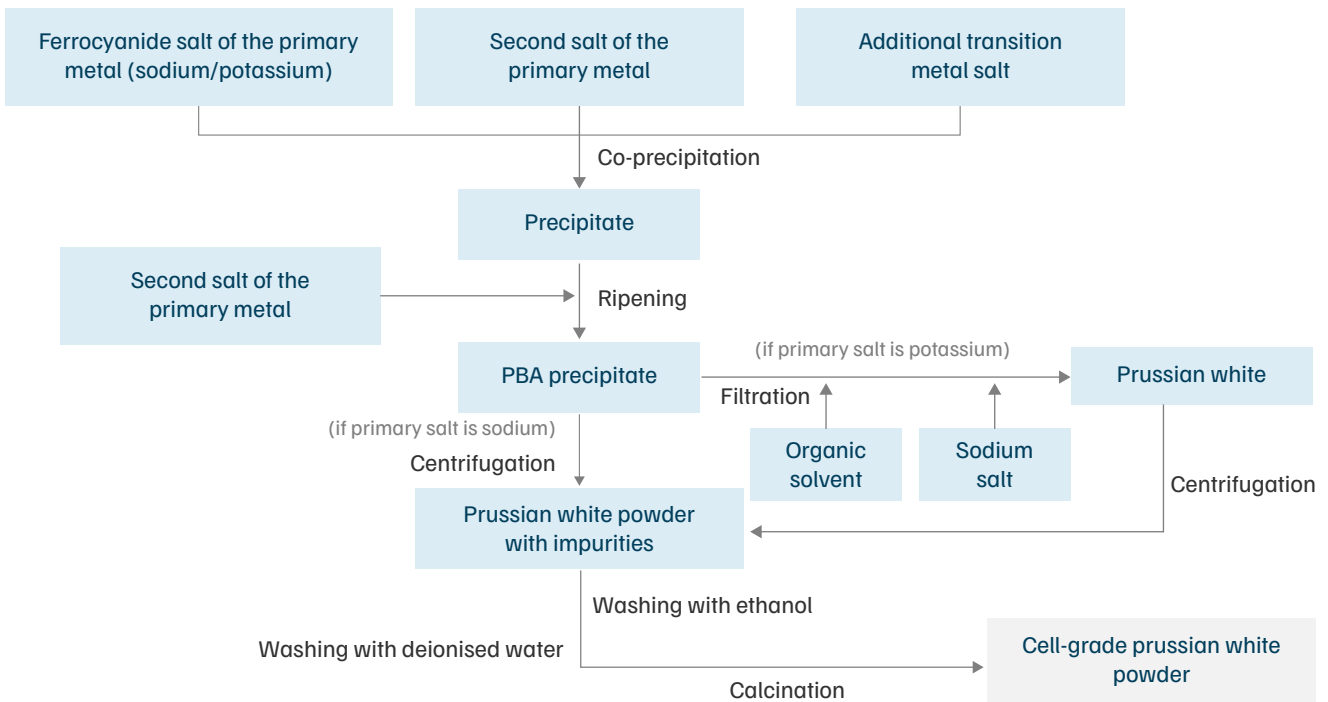 Ferrocyanide salt of the primary
metal (sodium/potassium)
Second salt of the
primary metal
Additional transition
metal salt
Co-precipitation
Precipitate
Second salt of the
primary metal
Ripening
PBA precipitate
(if primary salt is potassium)
Filtration
Prussian white
Organic
solvent
Sodium
salt
(if primary salt is sodium)
Centrifugation
Centrifugation
Prussian white powder
with impurities
Washing with ethanol
Washing with deionised water
Calcination
Cell-grade prussian white
powder